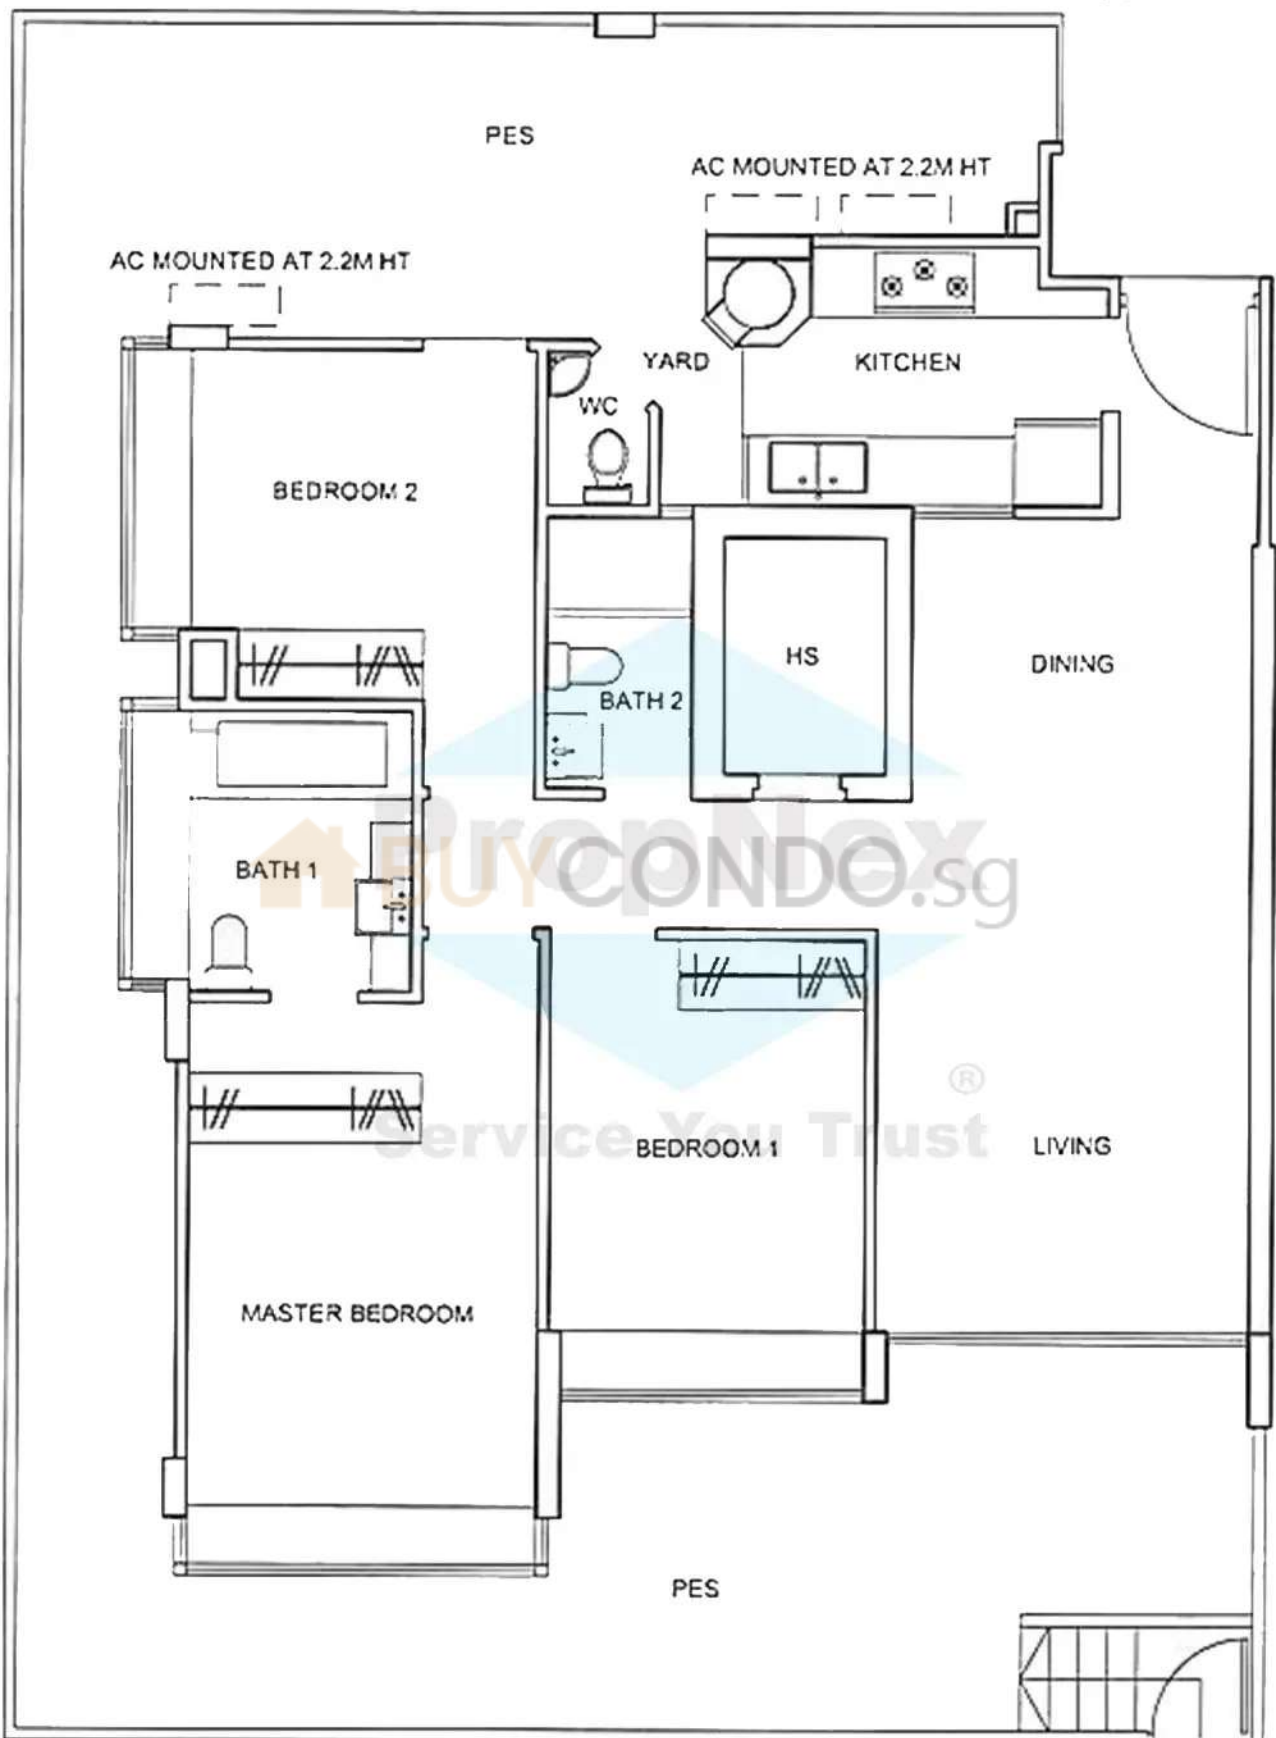 PES
AC MOUNTED AT 2.2M HT
AC MOUNTED AT 2.2M HT
YARD
KITCHEN
WC
BEDROOM 2
HS
DINING
BATH 2
PropNex
BATH 1
BUYCONDO.sg
®
Service You Trust
BEDROOM 1
LIVING
MASTER BEDROOM
PES